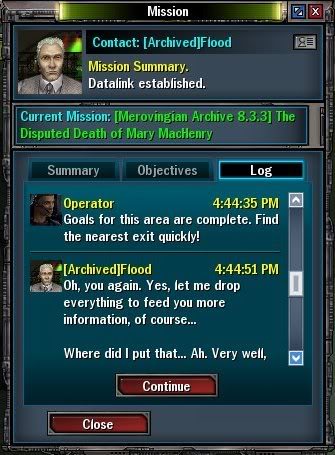 Mission
Contact: [Archived]Flood
Mission Summary.
Datalink established.
Current Mission: [Merovingian Archive 8.3.3] The
Disputed Death of Mary MacHenry
Summary
Objectives
Log
Operator 4:44:35 PM
Goals for this area are complete. Find
the nearest exit quickly!
[Archived]Flood 4:44:51 PM
Oh, you again. Yes, let me drop
everything to feed you more
information, of course...
Where did I put that... Ah. Very well,
Continue
Close